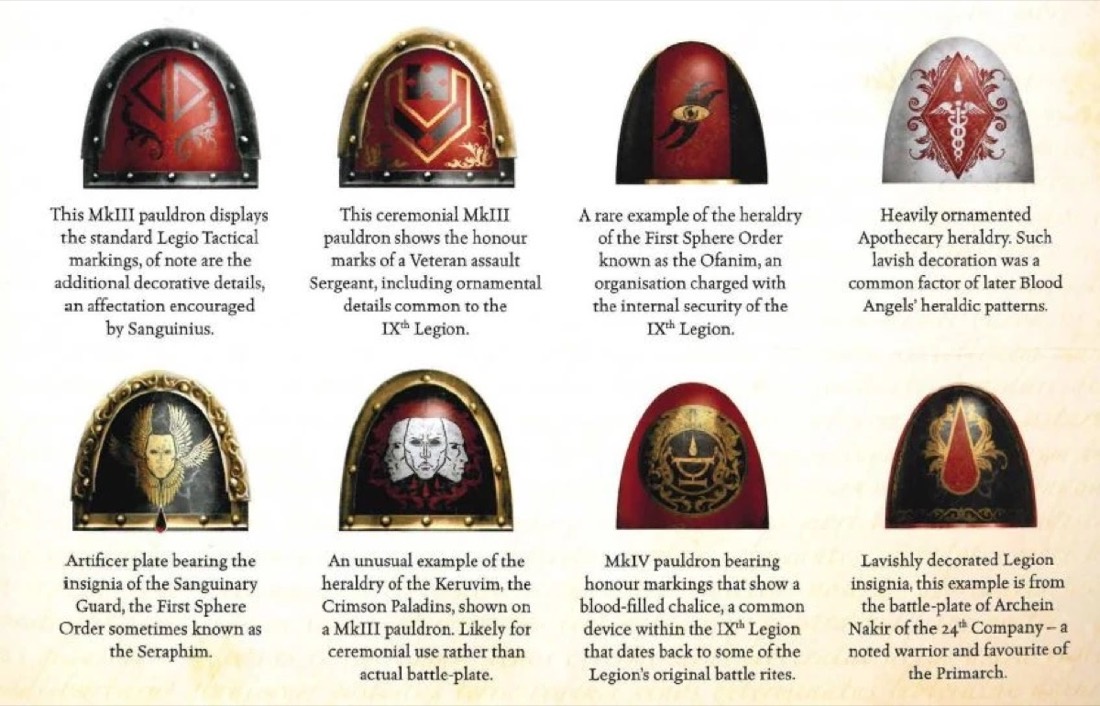 This MkIII pauldron displays
the standard Legio Tactical
markings, of note are the
additional decorative details,
an affectation encouraged
by Sanguinius.
This ceremonial MkIII
pauldron shows the honour
marks of a Veteran assault
Sergeant, including ornamental
details common to the
IXth Legion.
A rare example of the heraldry
of the First Sphere Order
known as the Ofanim, an
organisation charged with
the internal security of the
IXth Legion.
Heavily ornamented
Apothecary heraldry. Such
lavish decoration was a
common factor of later Blood
Angels' heraldic patterns.
Artificer plate bearing the
insignia of the Sanguinary
Guard, the First Sphere
Order sometimes known as
the Seraphim.
An unusual example of the
heraldry of the Keruvim, the
Crimson Paladins, shown on
a MkIII pauldron. Likely for
ceremonial use rather than
actual battle-plate.
MkIV pauldron bearing
honour markings that show a
blood-filled chalice, a common
device within the IXth Legion
that dates back to some of the
Legion's original battle rites.
Lavishly decorated Legion
insignia, this example is from
the battle-plate of Archein
Nakir of the 24th Company – a
noted warrior and favourite of
the Primarch.